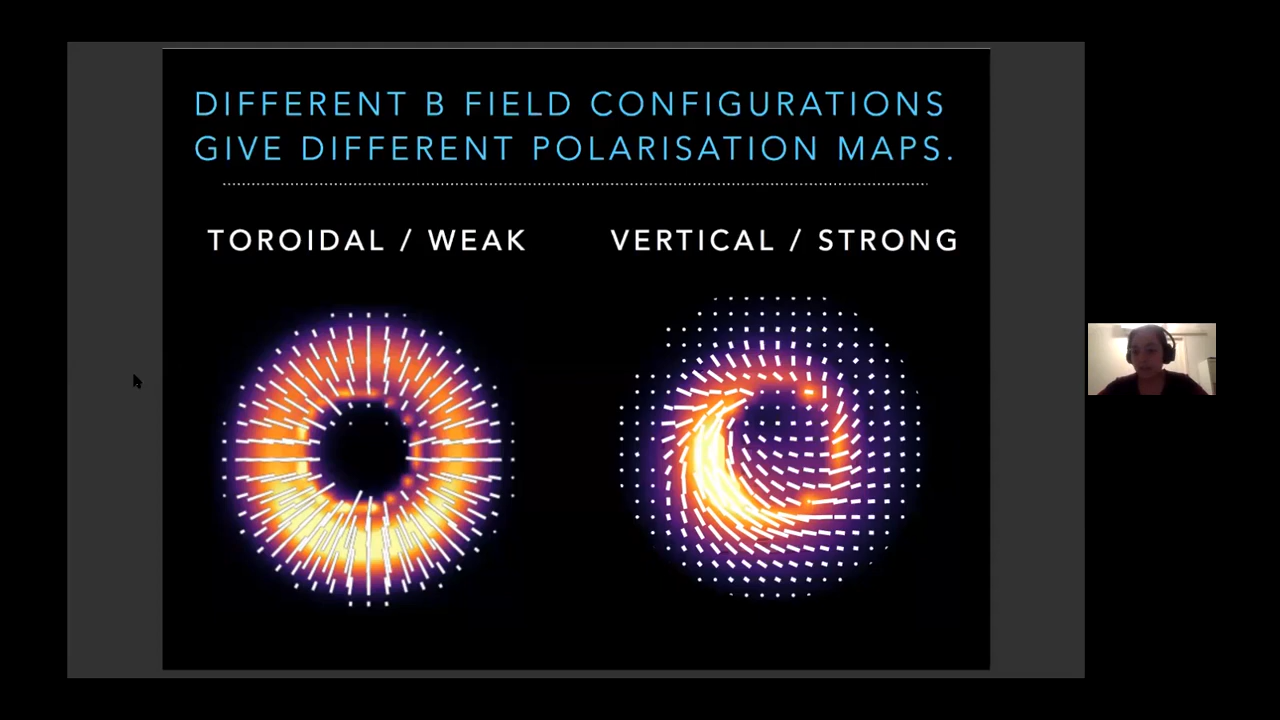 DIFFERENT B FIELD CONFIGURATIONS
GIVE DIFFERENT POLARISATION MAPS.
TOROIDAL / WEAK
VERTICAL / STRONG